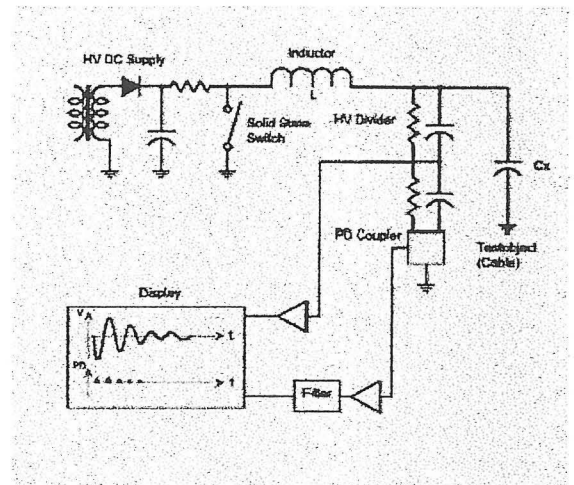 HV DC Supply
Inductor
L
Solid State
Switch
HV Divider
Cx
PD Coupler
Testobject
(Cable)
Display
V
t
PD
t
Filter